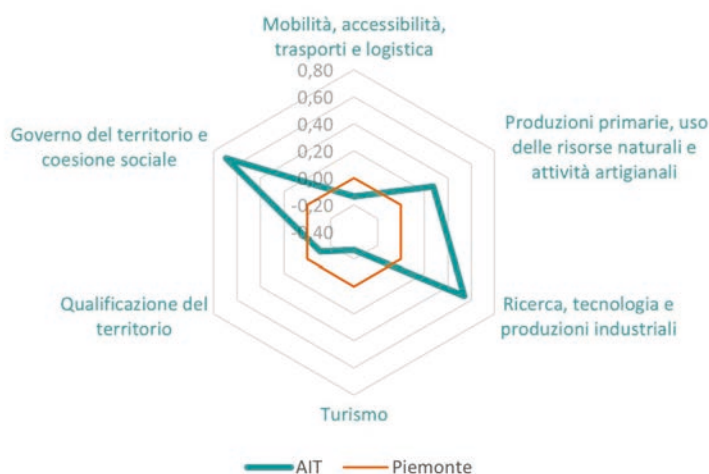 Mobilità, accessibilità,
trasporti e logistica
0,80
0,60
0,40
0,20
0,00
-0,20
-0,40
Governo del territorio e
coesione sociale
Produzioni primarie, uso
delle risorse naturali e
attività artigianali
Qualificazione del
territorio
Ricerca, tecnologia e
produzioni industriali
Turismo
AIT
Piemonte